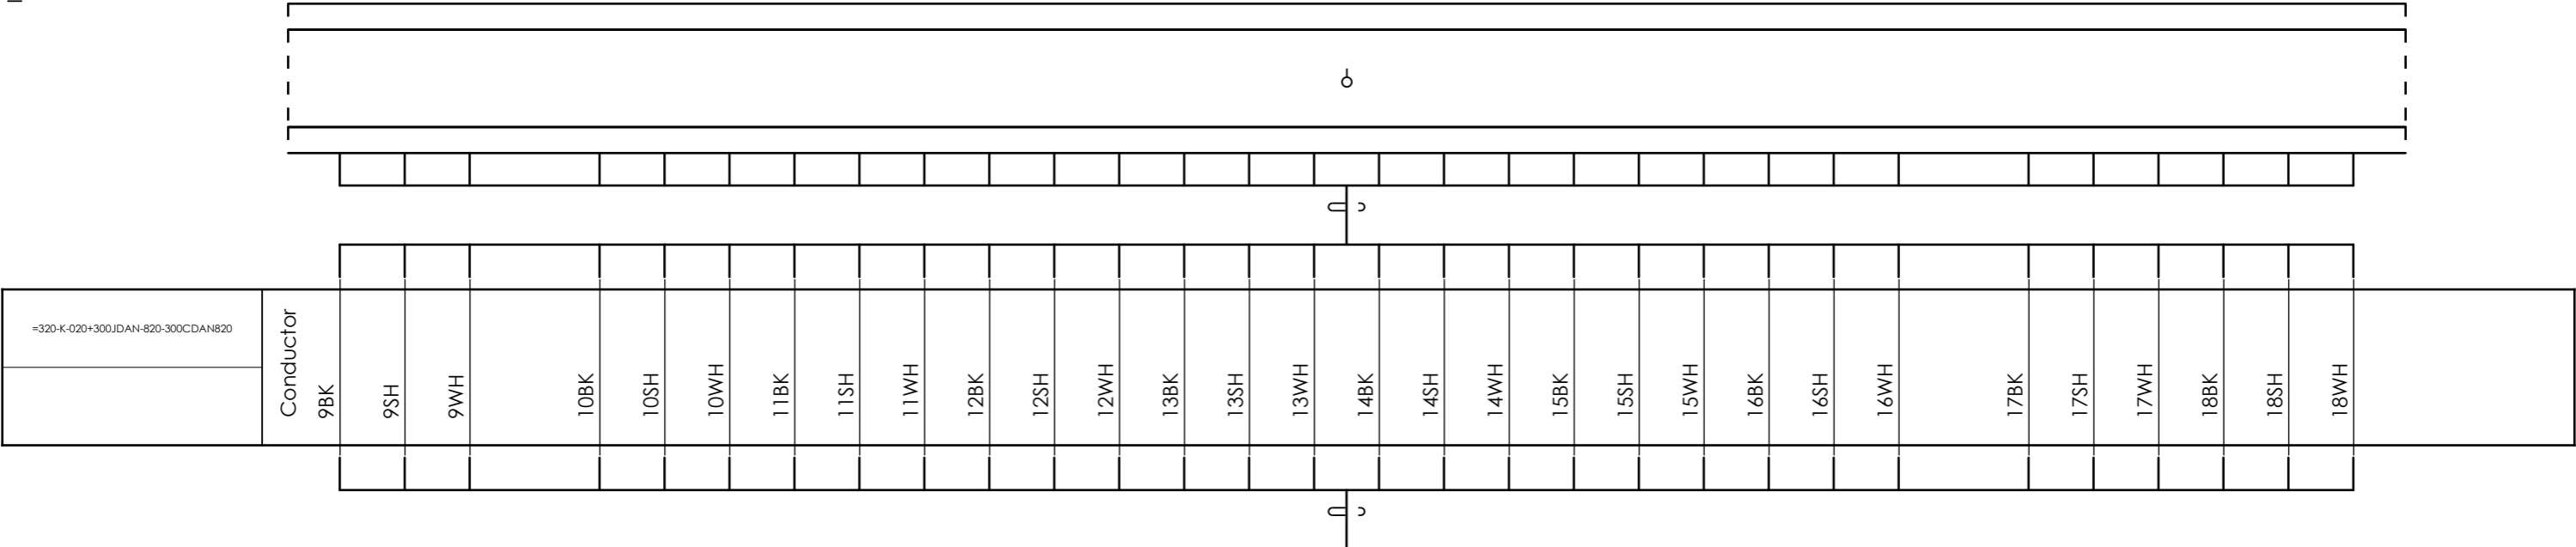 =320-K-020+300JDAN-820-300CDAN820
Conductor
9BK
9SH
9WH
10BK
10SH
10WH
11BK
11SH
11WH
12BK
12SH
12WH
13BK
13SH
13WH
14BK
14SH
14WH
15BK
15SH
15WH
16BK
16SH
16WH
17BK
17SH
17WH
18BK
18SH
18WH